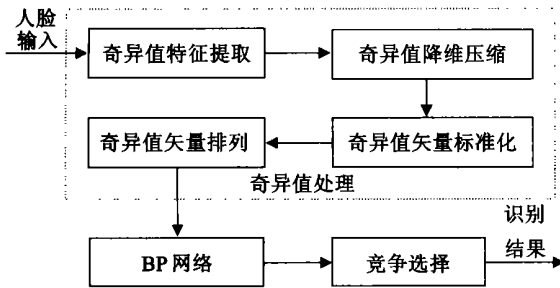 人脸
输入
奇异值特征提取
奇异值降维压缩
奇异值矢量排列
奇异值矢量标准化
奇异值处理
识别
结果
BP网络
竞争选择